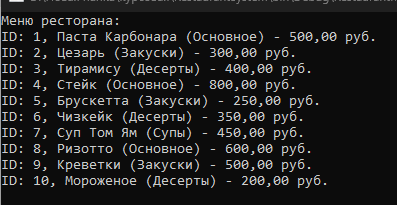 Меню ресторана:
ID: 1, Паста Карбонара (Основное) - 500,00 руб.
ID: 2, Цезарь (Закуски) - 300,00 руб.
ID: 3, Тирамису (Десерты) - 400,00 руб.
ID: 4, Стейк (Основное) - 800,00 руб.
ID: 5, Брускетта (Закуски) - 250,00 руб.
ID: 6, Чизкейк (Десерты) - 350,00 руб.
ID: 7, Суп Том Ям (Супы) - 450,00 руб.
ID: 8, Ризотто (Основное) - 600,00 руб.
ID: 9, Креветки (Закуски) - 500,00 руб.
ID: 10, Мороженое (Десерты) - 200,00 руб.